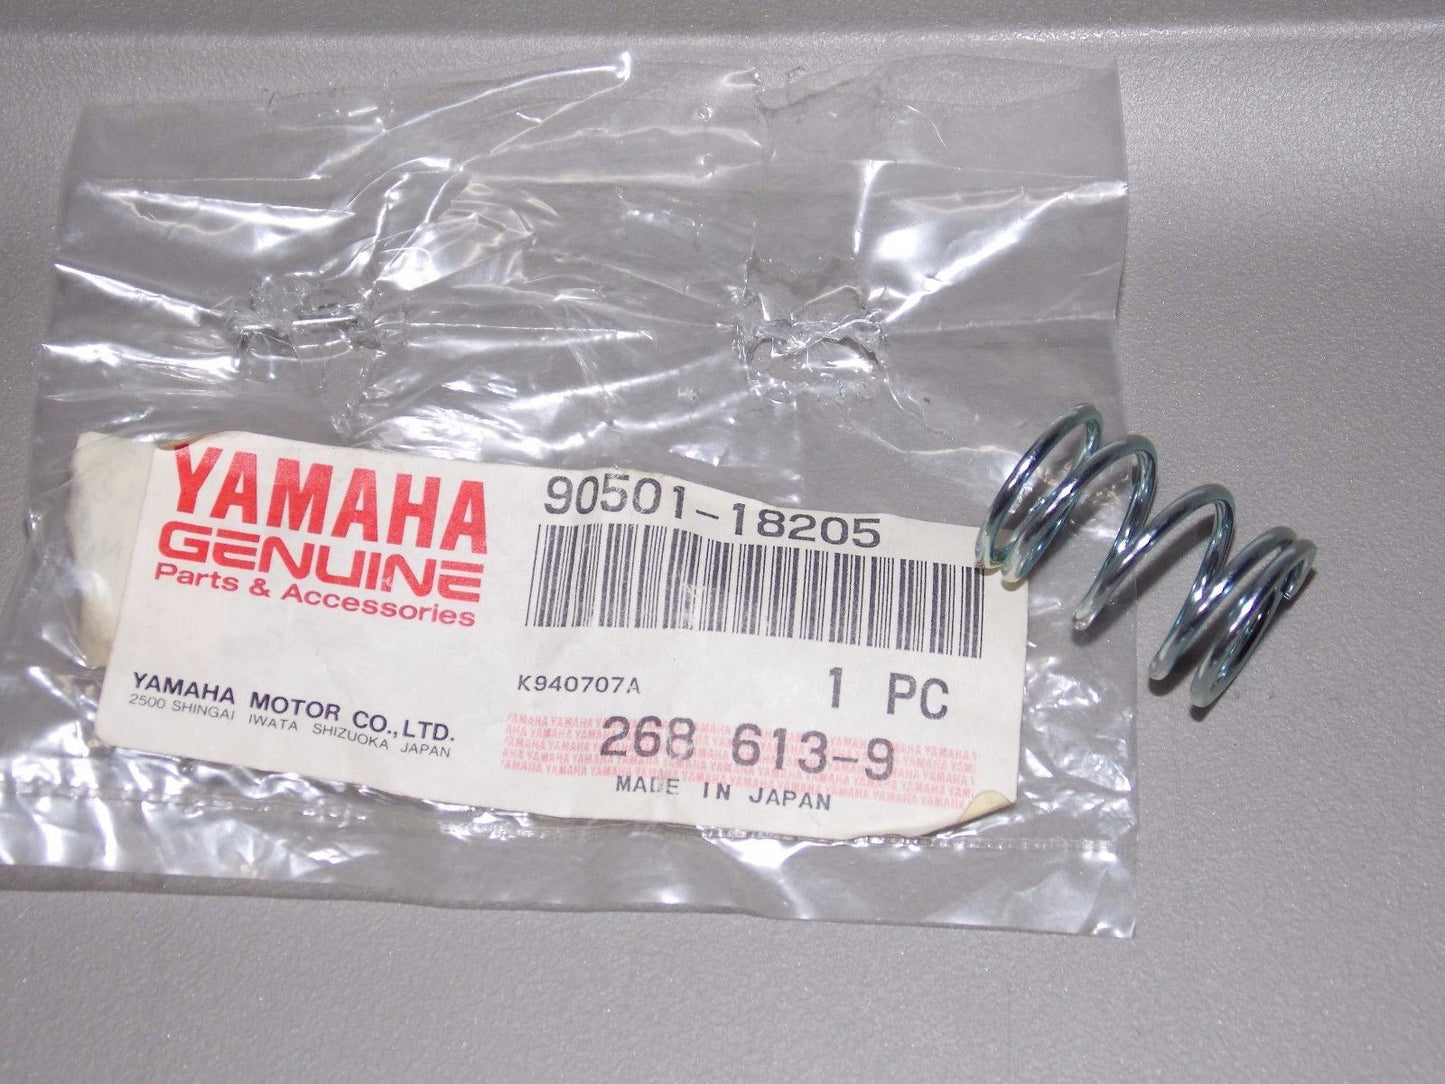 YAMAHA
GENUINE
Parts & Accessories
YAMAHA MOTOR CO.,LTD.
2500 SHINGAI IWATA SHIZUOKA JAPAN
90501-18205
K940707A
1 PC
268 613-9
MADE IN JAPAN